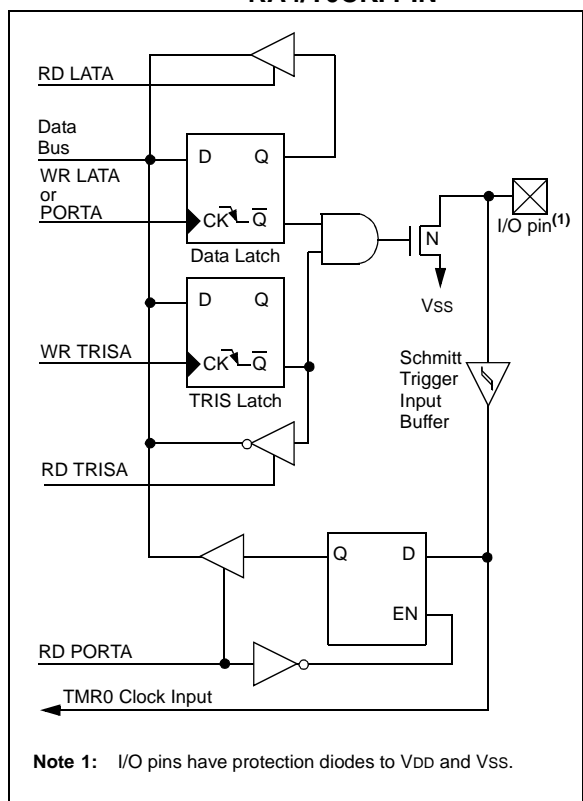 RA4/T0CKI PIN
RD LATA
Data
Bus
WR LATA
or
PORTA
D Q
CK Q
Data Latch
N
I/O pin(1)
VSS
D Q
WR TRISA
CK Q
TRIS Latch
Schmitt
Trigger
Input
Buffer
RD TRISA
Q D
EN
RD PORTA
TMR0 Clock Input
Note 1: I/O pins have protection diodes to VDD and VSS.